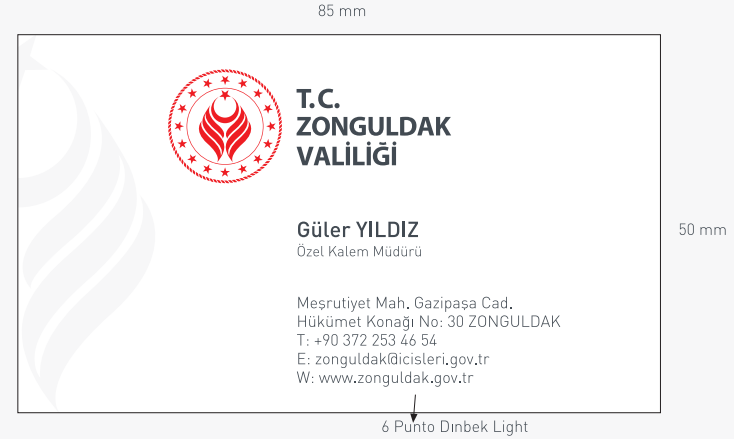 85 mm
T.C.
ZONGULDAK
VALİLİĞİ
Güler YILDIZ
Özel Kalem Müdürü
50 mm
Meşrutiyet Mah. Gazipaşa Cad.
Hükümet Konağı No: 30 ZONGULDAK
T: +90 372 253 46 54
E: zonguldak@icisleri.gov.tr
W: www.zonguldak.gov.tr
6 Punto Dınbek Light